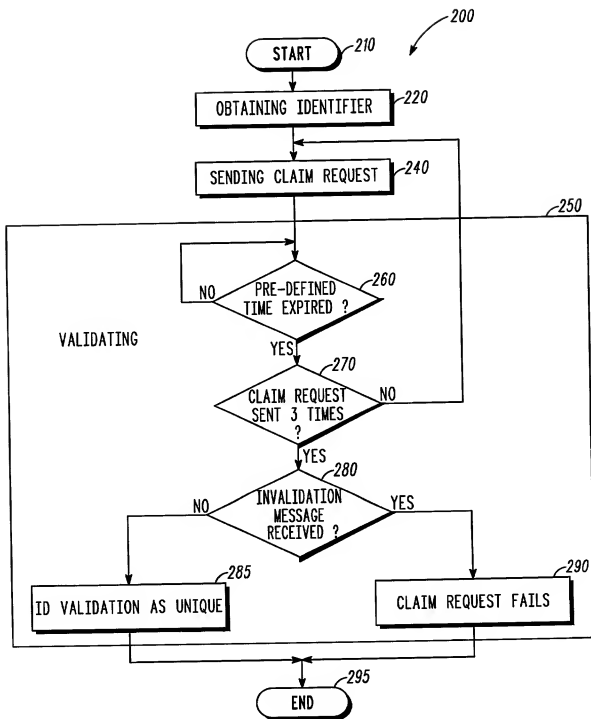 200
START
210
OBTAINING IDENTIFIER
220
SENDING CLAIM REQUEST
240
250
PRE-DEFINED
TIME EXPIRED ?
260
NO
VALIDATING
YES
270
CLAIM REQUEST
SENT 3 TIMES
?
NO
YES
280
INVALIDATION
MESSAGE
RECEIVED ?
NO
YES
285
ID VALIDATION AS UNIQUE
290
CLAIM REQUEST FAILS
END
295